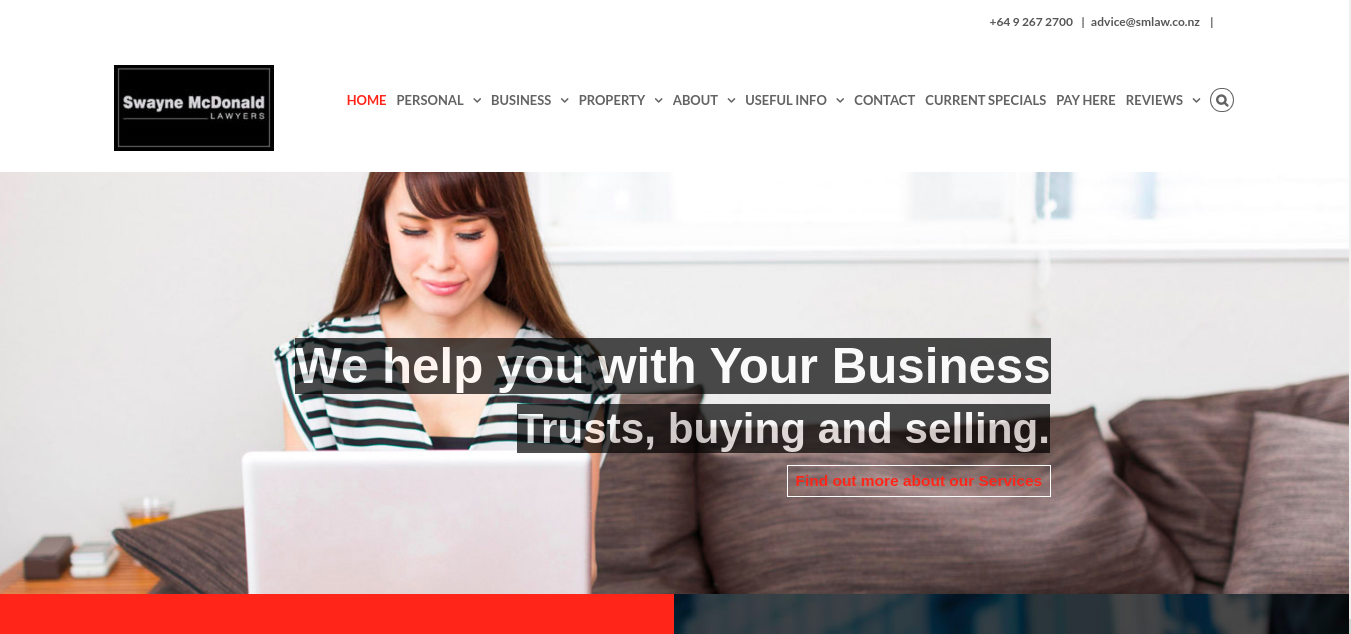 +64 9 267 2700 | advice@smlaw.co.nz |
Swayne McDonald
LAWYERS
HOME PERSONAL BUSINESS PROPERTY ABOUT USEFUL INFO CONTACT CURRENT SPECIALS PAY HERE REVIEWS
We help you with Your Business
Trusts, buying and selling.
Find out more about our Services